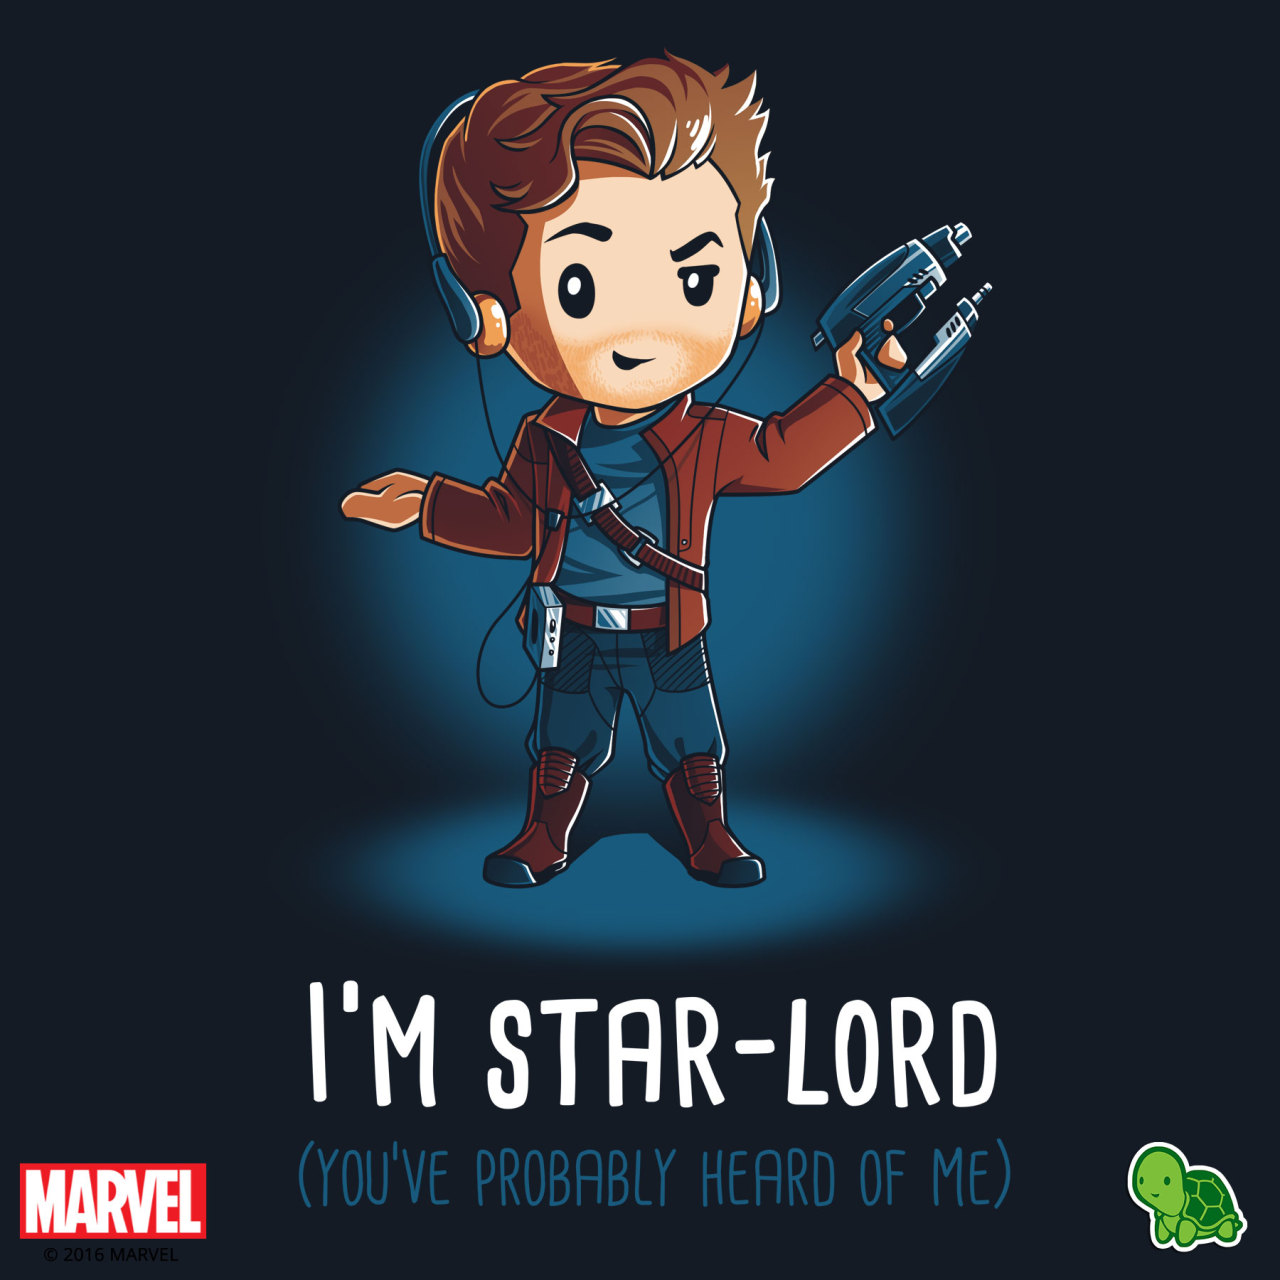 I'M STAR-LORD
(YOU'VE PROBABLY HEARD OF ME)
MARVEL
© 2016 MARVEL